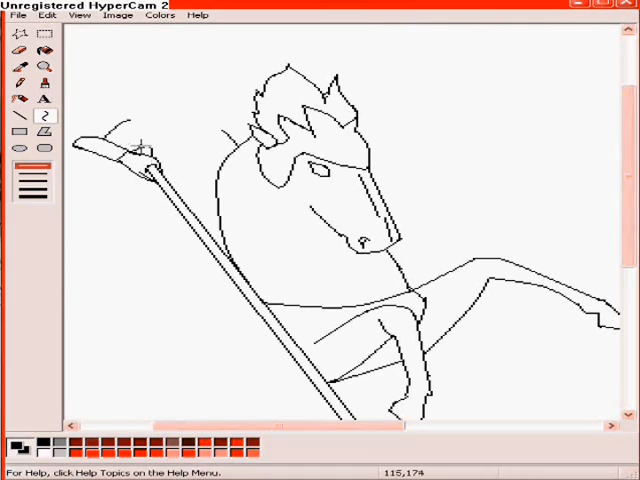 Unregistered HyperCam 2
File Edit View Image Colors Help
A
For Help, click Help Topics on the Help Menu.
115,174